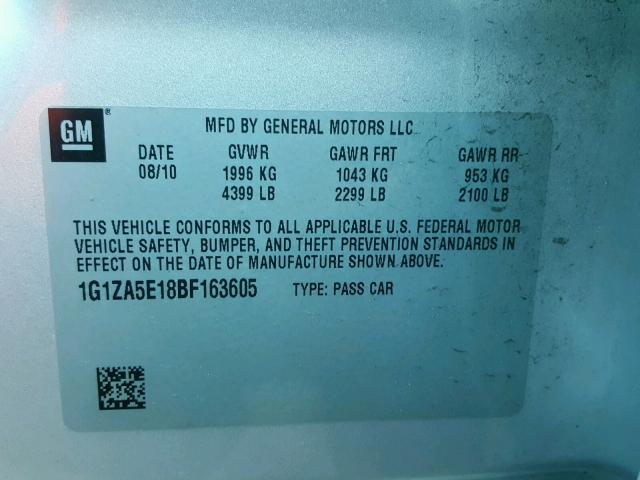 GM ®
MFD BY GENERAL MOTORS LLC
DATE GVWR GAWR FRT GAWR RR
08/10 1996 KG 1043 KG 953 KG
4399 LB 2299 LB 2100 LB
THIS VEHICLE CONFORMS TO ALL APPLICABLE U.S. FEDERAL MOTOR
VEHICLE SAFETY, BUMPER, AND THEFT PREVENTION STANDARDS IN
EFFECT ON THE DATE OF MANUFACTURE SHOWN ABOVE.
1G1ZA5E18BF163605 TYPE: PASS CAR